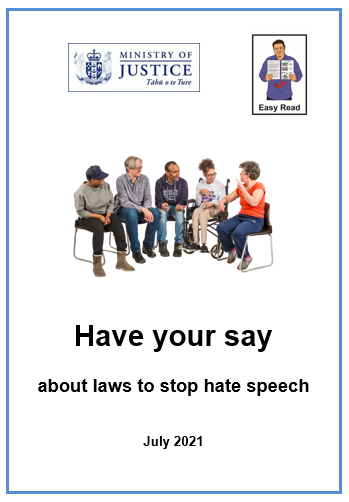 MINISTRY OF
JUSTICE
Tāhū o te Ture
Easy Read
Have your say
about laws to stop hate speech
July 2021